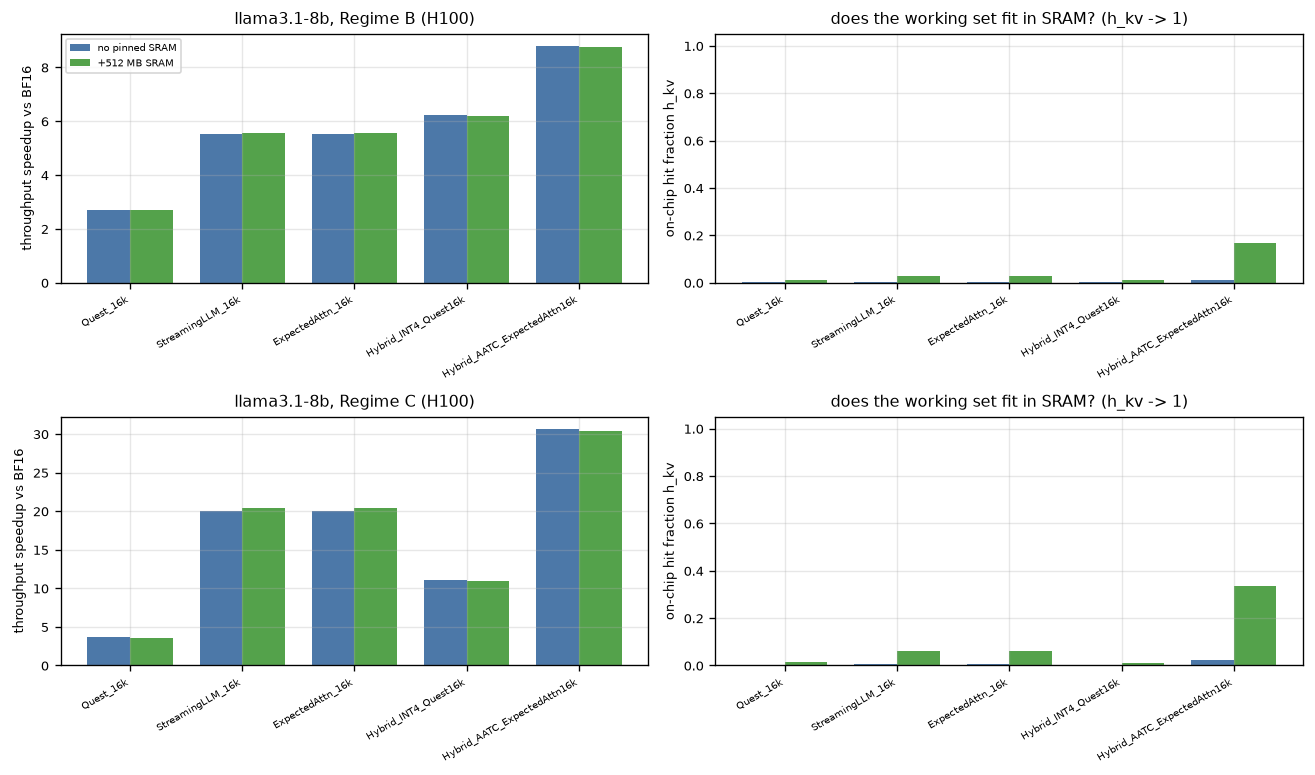 llama3.1-8b, Regime B (H100)
throughput speedup vs BF16
8
6
4
2
0
no pinned SRAM
+512 MB SRAM
Quest_16k
StreamingLLM_16k
ExpectedAttn_16k
Hybrid_INT4_Quest16k
Hybrid_AATC_ExpectedAttn16k
does the working set fit in SRAM? (h_kv -> 1)
on-chip hit fraction h_kv
1.0
0.8
0.6
0.4
0.2
0.0
Quest_16k
StreamingLLM_16k
ExpectedAttn_16k
Hybrid_INT4_Quest16k
Hybrid_AATC_ExpectedAttn16k
llama3.1-8b, Regime C (H100)
throughput speedup vs BF16
30
25
20
15
10
5
0
Quest_16k
StreamingLLM_16k
ExpectedAttn_16k
Hybrid_INT4_Quest16k
Hybrid_AATC_ExpectedAttn16k
does the working set fit in SRAM? (h_kv -> 1)
on-chip hit fraction h_kv
1.0
0.8
0.6
0.4
0.2
0.0
Quest_16k
StreamingLLM_16k
ExpectedAttn_16k
Hybrid_INT4_Quest16k
Hybrid_AATC_ExpectedAttn16k